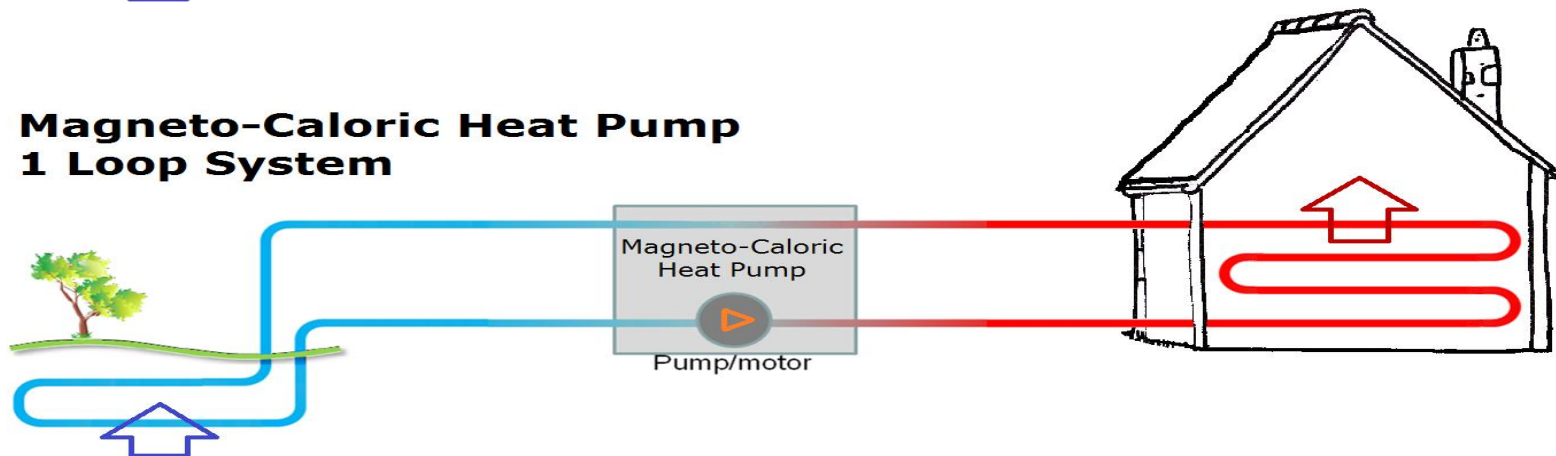 Magneto-Caloric Heat Pump
1 Loop System
Magneto-Caloric
Heat Pump
Pump/motor